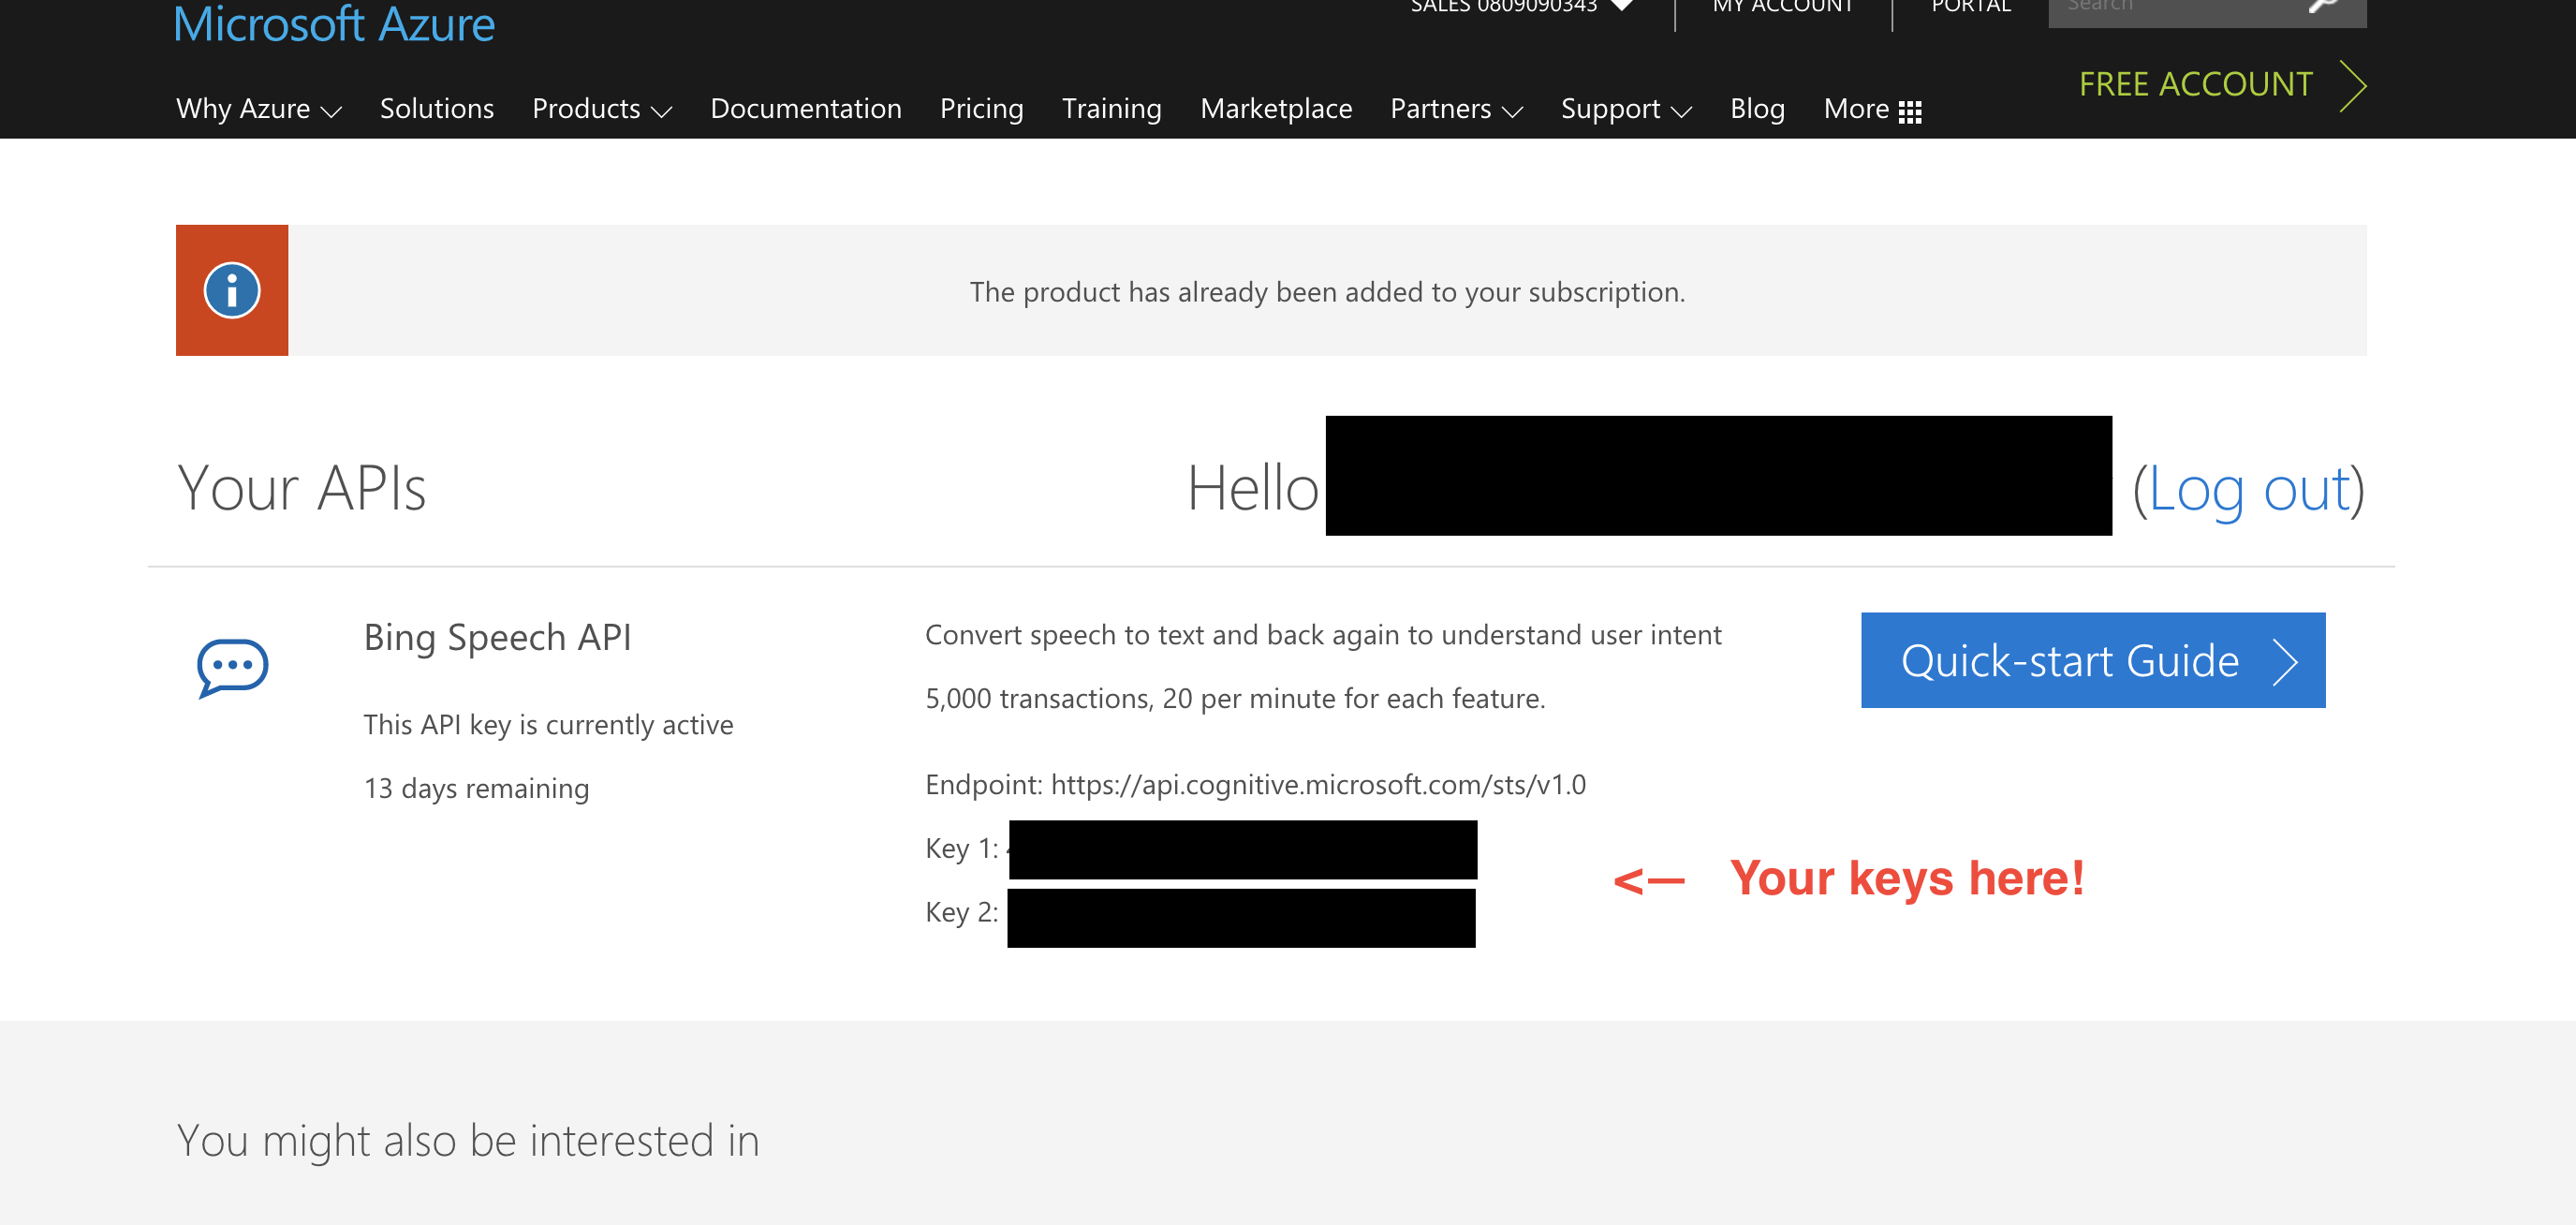 Microsoft Azure
SALES 0809090343
MY ACCOUNT
PORTAL
Search
FREE ACCOUNT
Why Azure Solutions Products Documentation Pricing Training Marketplace Partners Support Blog More
The product has already been added to your subscription.
Your APIs
Hello (Log out)
Bing Speech API
This API key is currently active
13 days remaining
Convert speech to text and back again to understand user intent
5,000 transactions, 20 per minute for each feature.
Endpoint: https://api.cognitive.microsoft.com/sts/v1.0
Key 1:
Key 2:
<— Your keys here!
Quick-start Guide
You might also be interested in